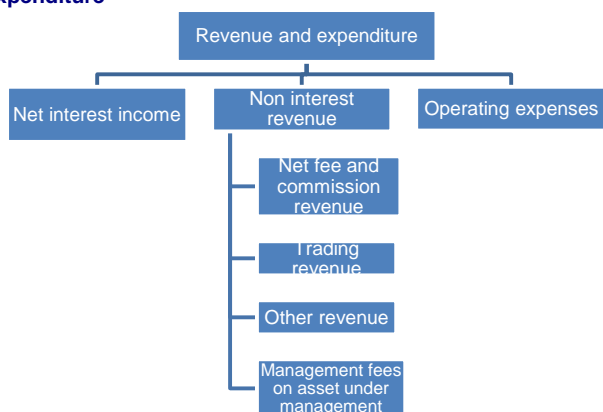 xpenditure
Revenue and expenditure
Net interest income
Non interest
revenue
Operating expenses
Net fee and
commission
revenue
Trading
revenue
Other revenue
Management fees
on asset under
management